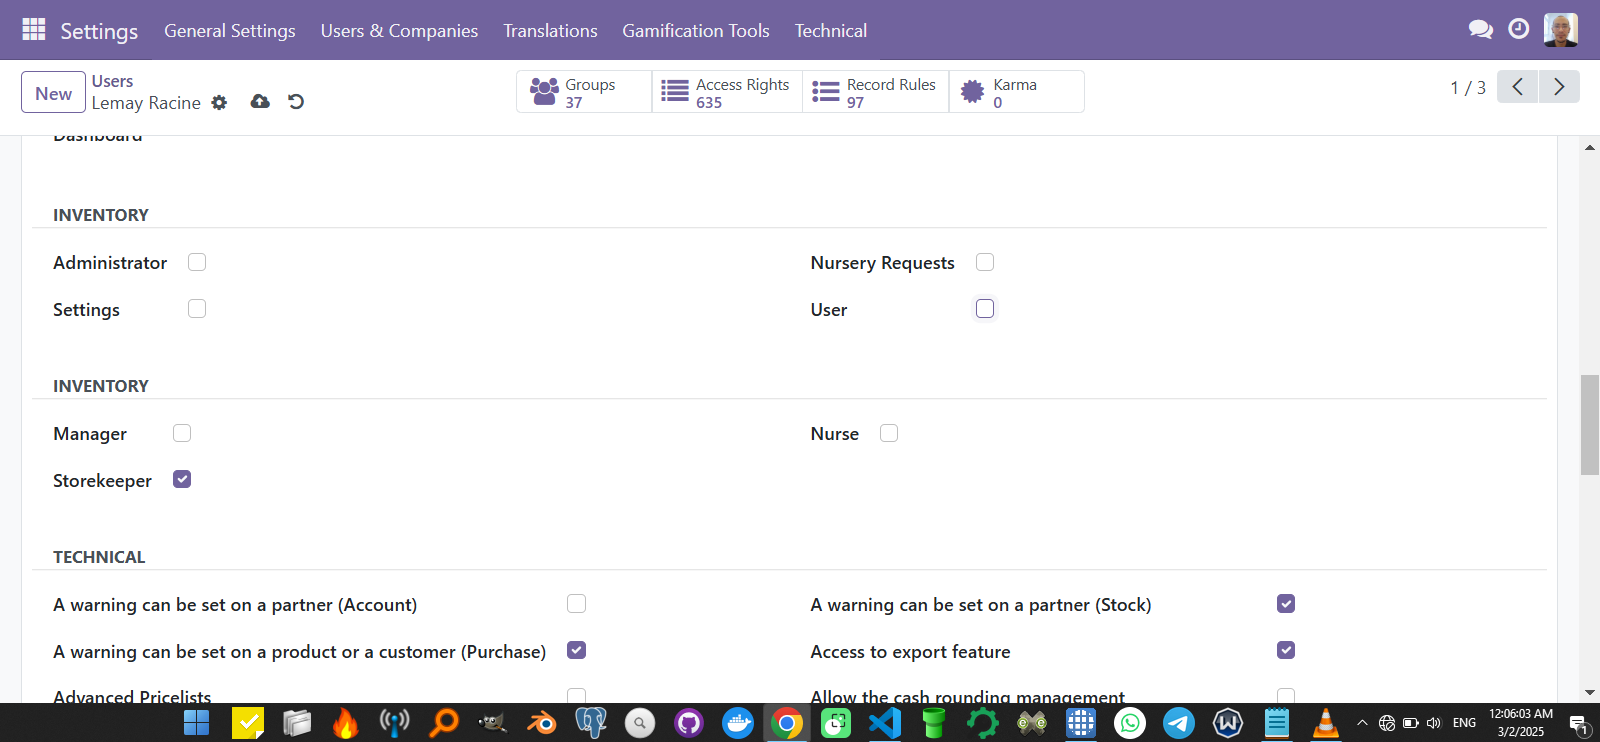 Settings General Settings Users & Companies Translations Gamification Tools Technical
New Users
Lemay Racine
Groups 37
Access Rights 635
Record Rules 97
Karma 0
1 / 3
Dashboard
INVENTORY
Administrator Nursery Requests
Settings User
INVENTORY
Manager Nurse
Storekeeper
TECHNICAL
A warning can be set on a partner (Account) A warning can be set on a partner (Stock)
A warning can be set on a product or a customer (Purchase) Access to export feature
Advanced Pricelists Allow the cash rounding management
ENG 12:06:03 AM
3/2/2025
1